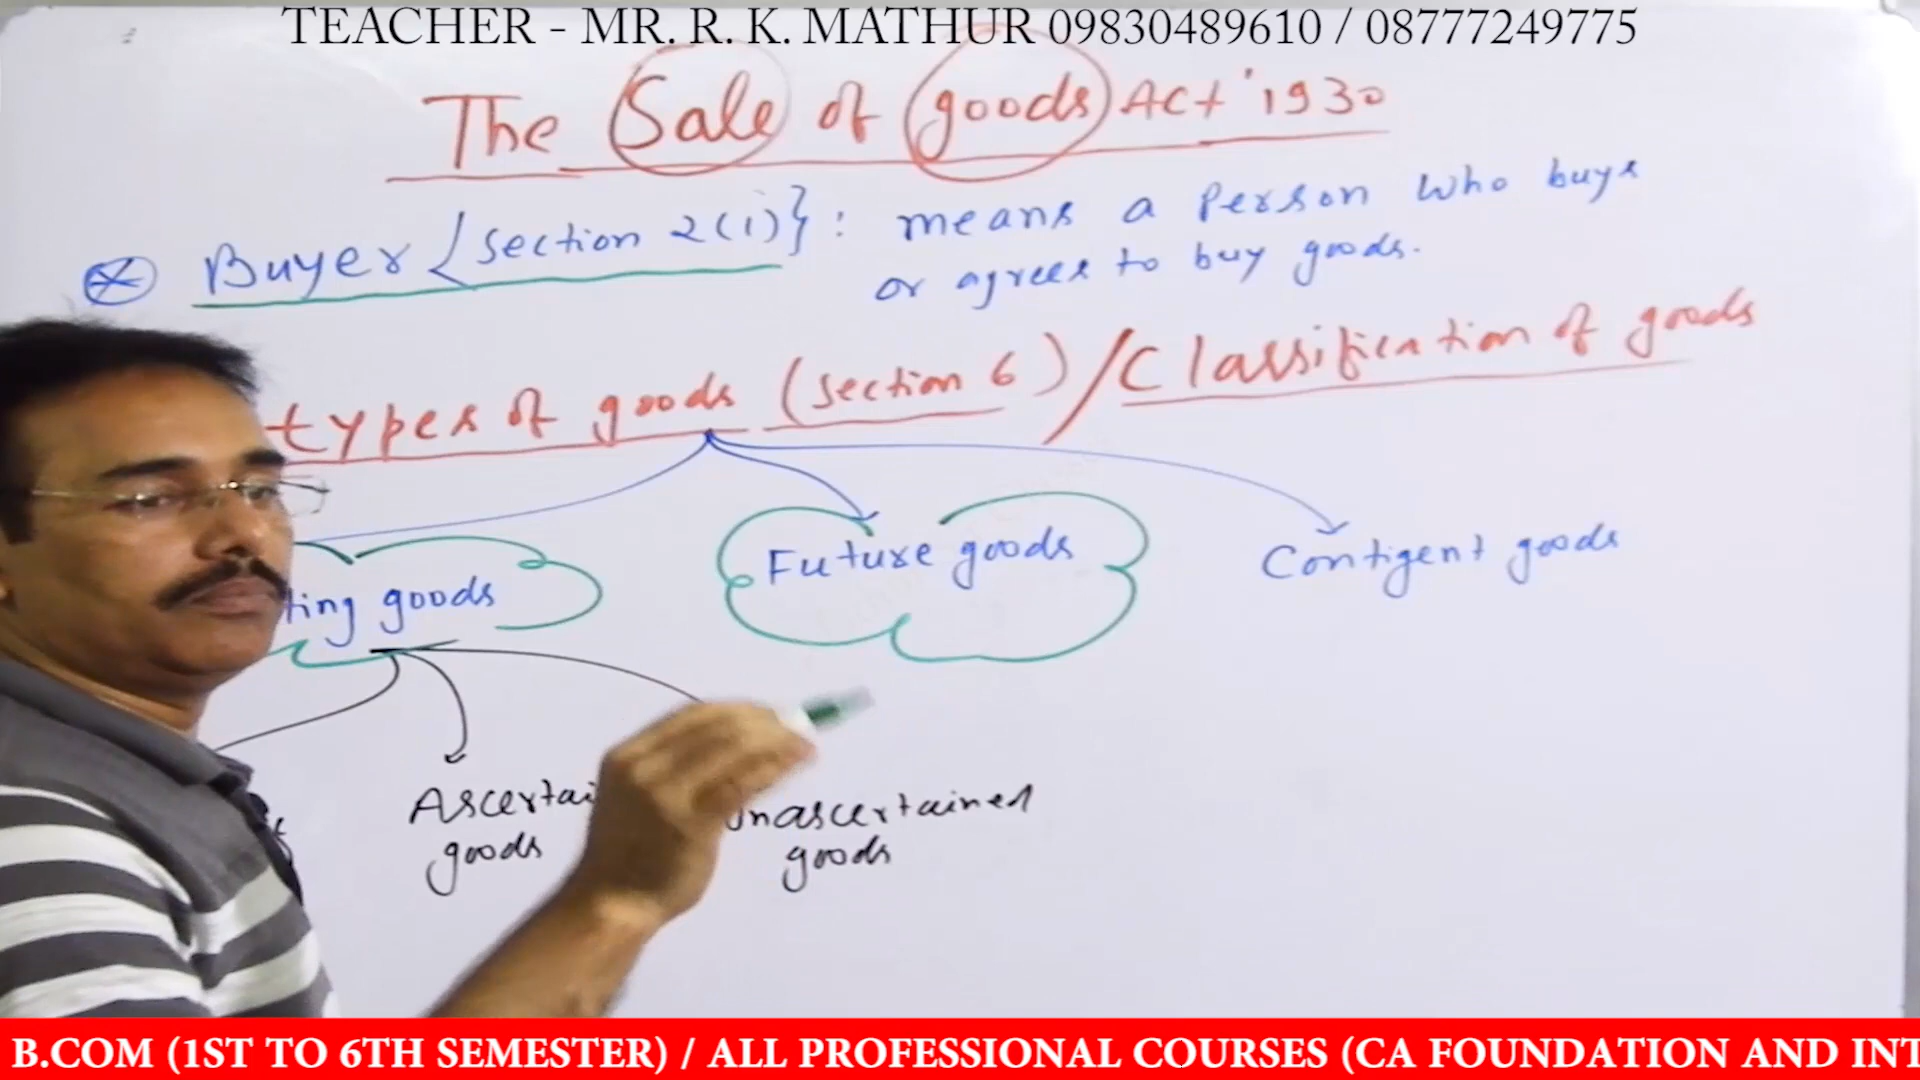 TEACHER - MR. R. K. MATHUR 09830489610 / 08777249775
The Sale of goods Act '1930
Buyer {Section 2(i)}: means a Person who buys
or agrees to buy goods.
types of goods (Section 6) / Classification of goods
ting goods
Future goods
Contigent goods
Ascertai
goods
Unascertained
goods
B.COM (1ST TO 6TH SEMESTER) / ALL PROFESSIONAL COURSES (CA FOUNDATION AND INT